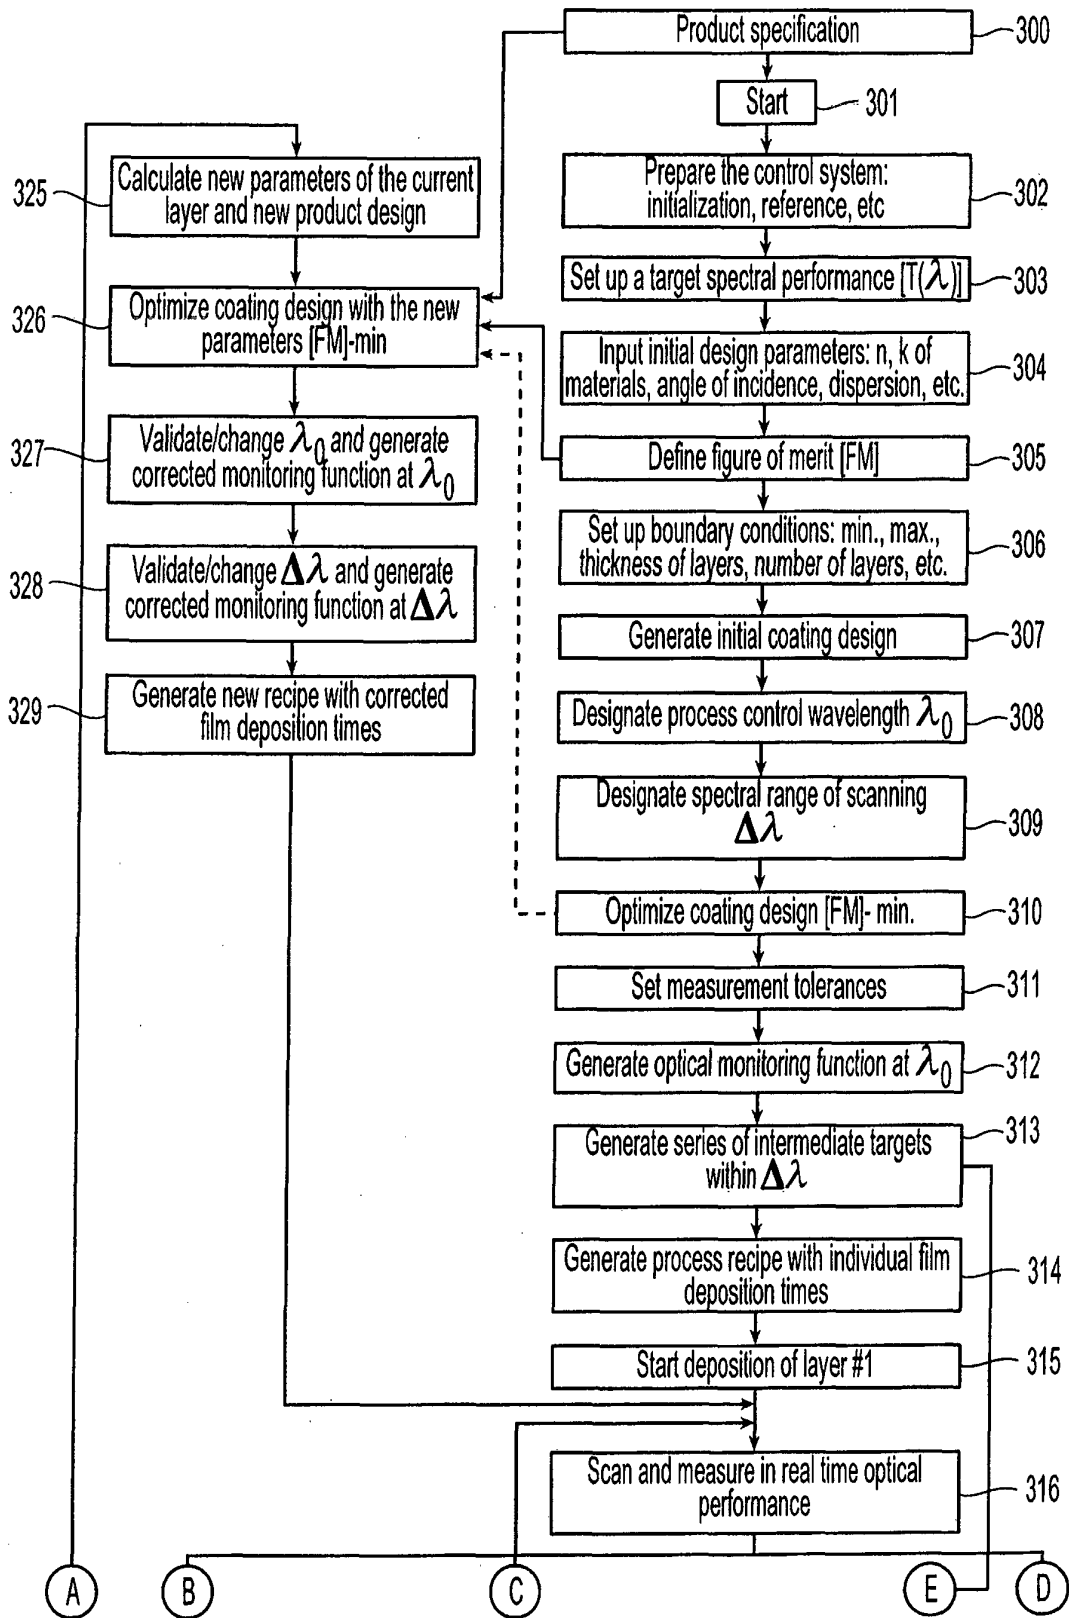 Product specification
300
Start
301
Prepare the control system:
initialization, reference, etc
302
Set up a target spectral performance [T(λ)]
303
Input initial design parameters: n, k of
materials, angle of incidence, dispersion, etc.
304
Define figure of merit [FM]
305
Set up boundary conditions: min., max.,
thickness of layers, number of layers, etc.
306
Generate initial coating design
307
Designate process control wavelength λ0
308
Designate spectral range of scanning
Δλ
309
Optimize coating design [FM]- min.
310
Set measurement tolerances
311
Generate optical monitoring function at λ0
312
Generate series of intermediate targets
within Δλ
313
Generate process recipe with individual film
deposition times
314
Start deposition of layer #1
315
Scan and measure in real time optical
performance
316
325
Calculate new parameters of the current
layer and new product design
326
Optimize coating design with the new
parameters [FM]-min
327
Validate/change λ0 and generate
corrected monitoring function at λ0
328
Validate/change Δλ and generate
corrected monitoring function at Δλ
329
Generate new recipe with corrected
film deposition times
A
B
C
E
D